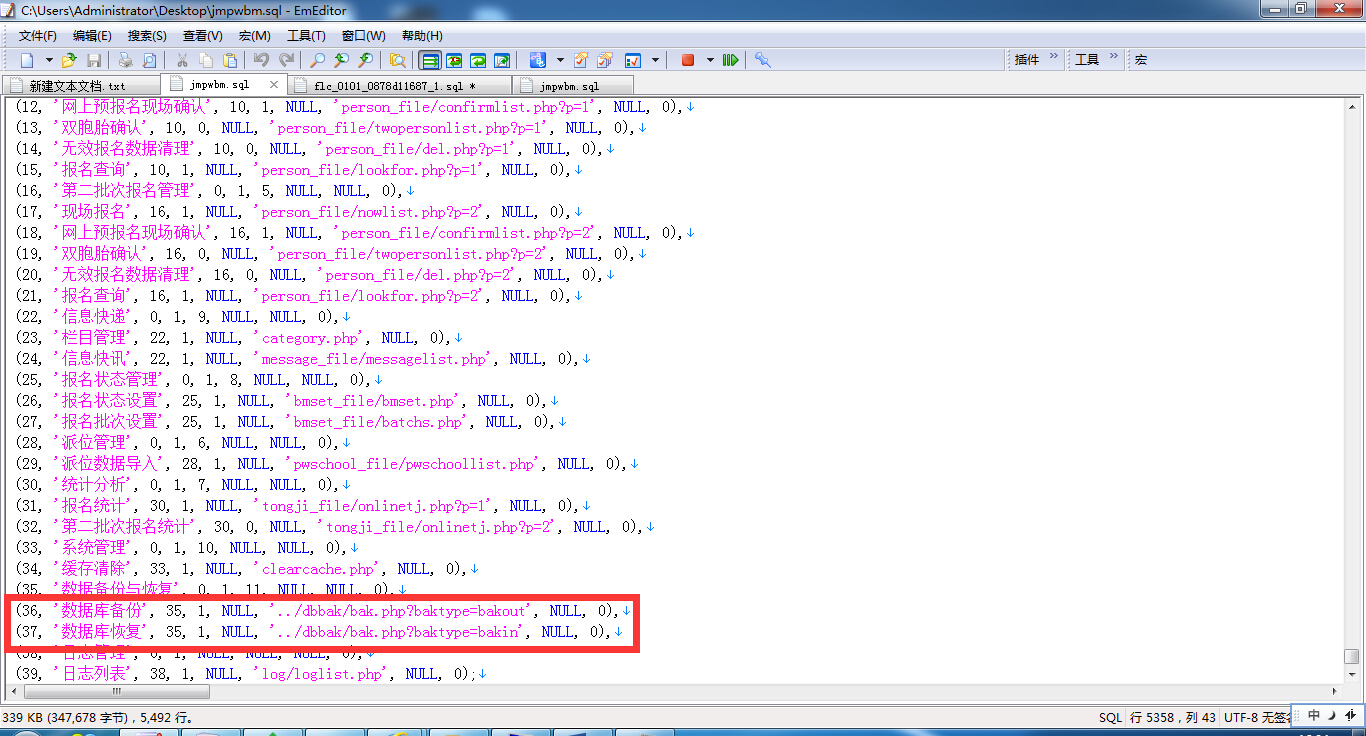 C:\Users\Administrator\Desktop\jmpwbm.sql - EmEditor
文件(F) 编辑(E) 搜索(S) 查看(V) 宏(M) 工具(T) 窗口(W) 帮助(H)
插件 » 工具 » 宏
新建文本文档.txt jmpwbm.sql flc_0101_0878d11687_1.sql * jmpwbm.sql
(12, '网上预报名现场确认', 10, 1, NULL, 'person_file/confirmlist.php?p=1', NULL, 0),↓
(13, '双胞胎确认', 10, 0, NULL, 'person_file/twopersonlist.php?p=1', NULL, 0),↓
(14, '无效报名数据清理', 10, 0, NULL, 'person_file/del.php?p=1', NULL, 0),↓
(15, '报名查询', 10, 1, NULL, 'person_file/lookfor.php?p=1', NULL, 0),↓
(16, '第二批次报名管理', 0, 1, 5, NULL, NULL, 0),↓
(17, '现场报名', 16, 1, NULL, 'person_file/nowlist.php?p=2', NULL, 0),↓
(18, '网上预报名现场确认', 16, 1, NULL, 'person_file/confirmlist.php?p=2', NULL, 0),↓
(19, '双胞胎确认', 16, 0, NULL, 'person_file/twopersonlist.php?p=2', NULL, 0),↓
(20, '无效报名数据清理', 16, 0, NULL, 'person_file/del.php?p=2', NULL, 0),↓
(21, '报名查询', 16, 1, NULL, 'person_file/lookfor.php?p=2', NULL, 0),↓
(22, '信息快递', 0, 1, 9, NULL, NULL, 0),↓
(23, '栏目管理', 22, 1, NULL, 'category.php', NULL, 0),↓
(24, '信息快讯', 22, 1, NULL, 'message_file/messagelist.php', NULL, 0),↓
(25, '报名状态管理', 0, 1, 8, NULL, NULL, 0),↓
(26, '报名状态设置', 25, 1, NULL, 'bmset_file/bmset.php', NULL, 0),↓
(27, '报名批次设置', 25, 1, NULL, 'bmset_file/batchs.php', NULL, 0),↓
(28, '派位管理', 0, 1, 6, NULL, NULL, 0),↓
(29, '派位数据导入', 28, 1, NULL, 'pwschool_file/pwschoollist.php', NULL, 0),↓
(30, '统计分析', 0, 1, 7, NULL, NULL, 0),↓
(31, '报名统计', 30, 1, NULL, 'tongji_file/onlinetj.php?p=1', NULL, 0),↓
(32, '第二批次报名统计', 30, 0, NULL, 'tongji_file/onlinetj.php?p=2', NULL, 0),↓
(33, '系统管理', 0, 1, 10, NULL, NULL, 0),↓
(34, '缓存清除', 33, 1, NULL, 'clearcache.php', NULL, 0),↓
(35, '数据备份与恢复', 0, 1, 11, NULL, NULL, 0),↓
(36, '数据库备份', 35, 1, NULL, '../dbbak/bak.php?baktype=bakout', NULL, 0),↓
(37, '数据库恢复', 35, 1, NULL, '../dbbak/bak.php?baktype=bakin', NULL, 0),↓
(38, '日志管理', 0, 1, NULL, NULL, NULL, 0),↓
(39, '日志列表', 38, 1, NULL, 'log/loglist.php', NULL, 0);↓
339 KB (347,678 字节)，5,492 行。 SQL 行 5358，列 43 UTF-8 无签名 中